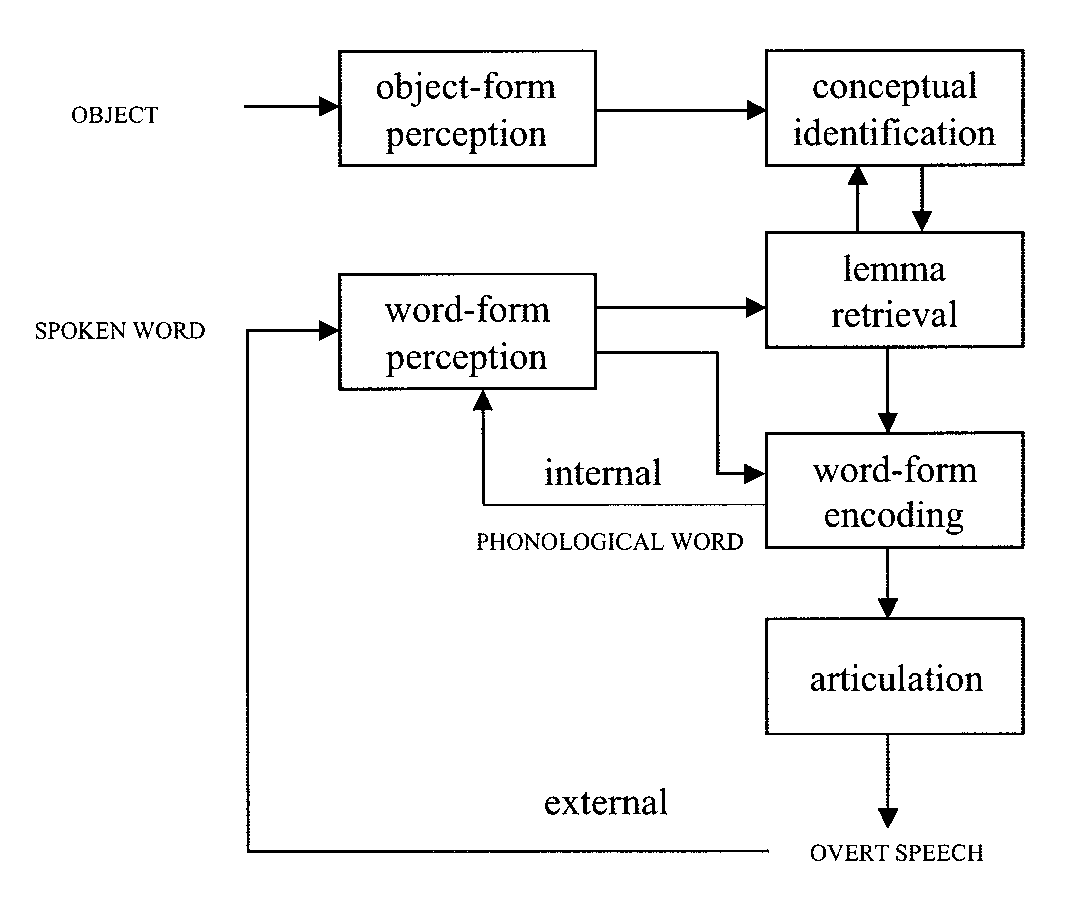 OBJECT
object-form
perception
conceptual
identification
SPOKEN WORD
word-form
perception
lemma
retrieval
internal
PHONOLOGICAL WORD
word-form
encoding
articulation
external
OVERT SPEECH